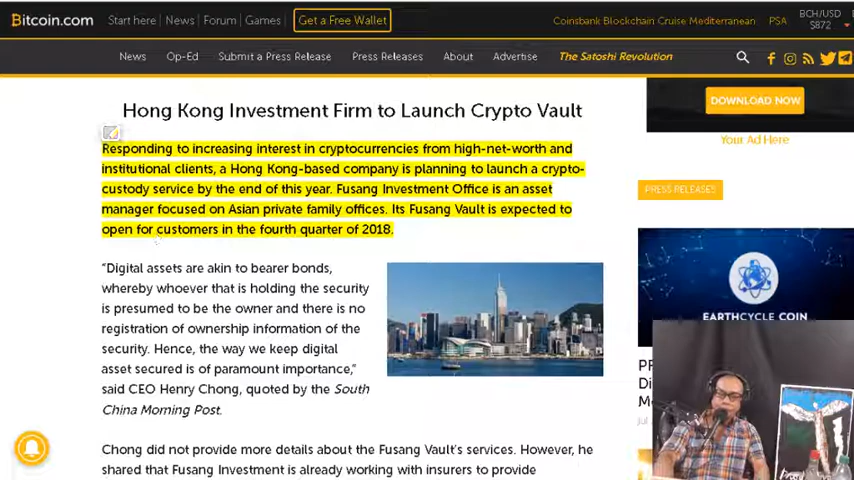 Bitcoin.com
Start here
News
Forum
Games
Get a Free Wallet
Coinsbank Blockchain Cruise Mediterranean
PSA
BCH/USD
$872
News
Op-Ed
Submit a Press Release
Press Releases
About
Advertise
The Satoshi Revolution
Hong Kong Investment Firm to Launch Crypto Vault
Responding to increasing interest in cryptocurrencies from high-net-worth and
institutional clients, a Hong Kong-based company is planning to launch a crypto-
custody service by the end of this year. Fusang Investment Office is an asset
manager focused on Asian private family offices. Its Fusang Vault is expected to
open for customers in the fourth quarter of 2018.
“Digital assets are akin to bearer bonds,
whereby whoever that is holding the security
is presumed to be the owner and there is no
registration of ownership information of the
security. Hence, the way we keep digital
asset secured is of paramount importance,”
said CEO Henry Chong, quoted by the South
China Morning Post.
Chong did not provide more details about the Fusang Vault’s services. However, he
shared that Fusang Investment is already working with insurers to provide
DOWNLOAD NOW
Your Ad Here
PRESS RELEASES
EARTHCYCLE COIN